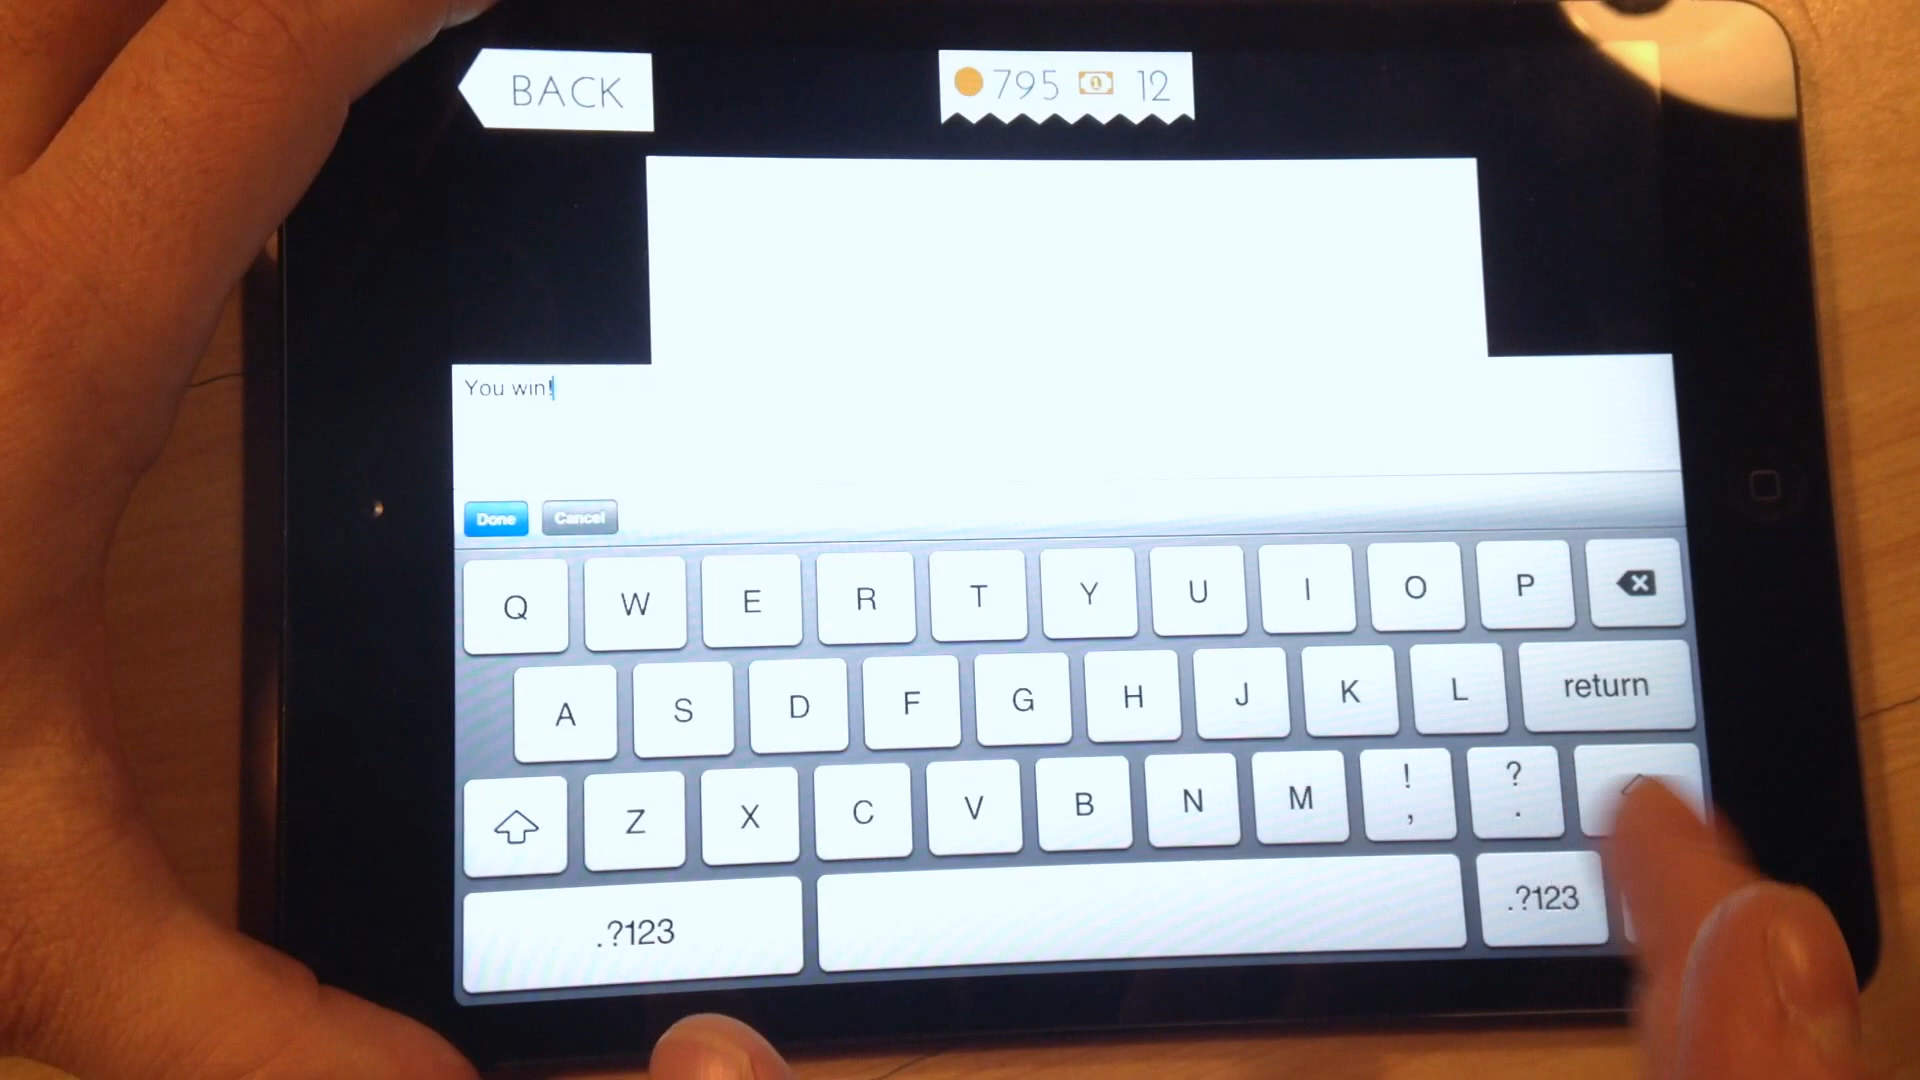 BACK
795 12
You win!
Done Cancel
Q W E R T Y U I O P
A S D F G H J K L return
Z X C V B N M ! , ? .
.?123 .?123